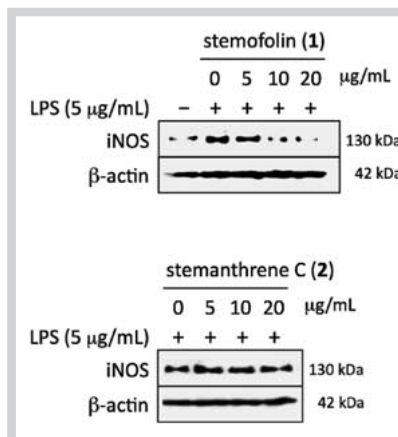 stemofolin (1)
0 5 10 20 µg/mL
LPS (5 µg/mL) – + + + +
iNOS 130 kDa
β-actin 42 kDa
stemanthrene C (2)
0 5 10 20 µg/mL
LPS (5 µg/mL) + + + +
iNOS 130 kDa
β-actin 42 kDa